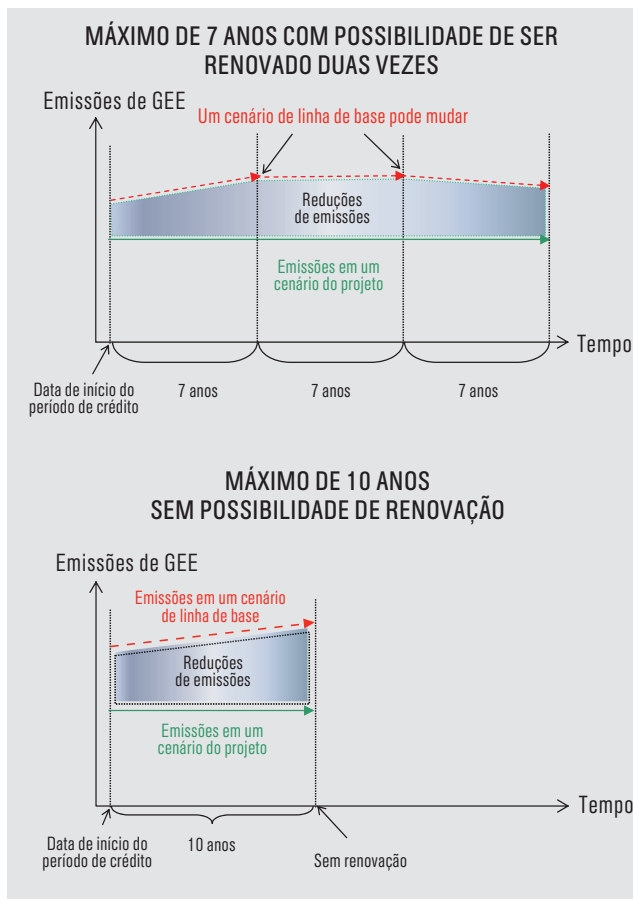 MÁXIMO DE 7 ANOS COM POSSIBILIDADE DE SER
RENOVADO DUAS VEZES
Emissões de GEE
Um cenário de linha de base pode mudar
Reduções
de emissões
Emissões em um
cenário do projeto
Tempo
Data de início do
período de crédito
7 anos
7 anos
7 anos
MÁXIMO DE 10 ANOS
SEM POSSIBILIDADE DE RENOVAÇÃO
Emissões de GEE
Emissões em um cenário
de linha de base
Reduções
de emissões
Emissões em um
cenário do projeto
Tempo
Data de início do
período de crédito
10 anos
Sem renovação